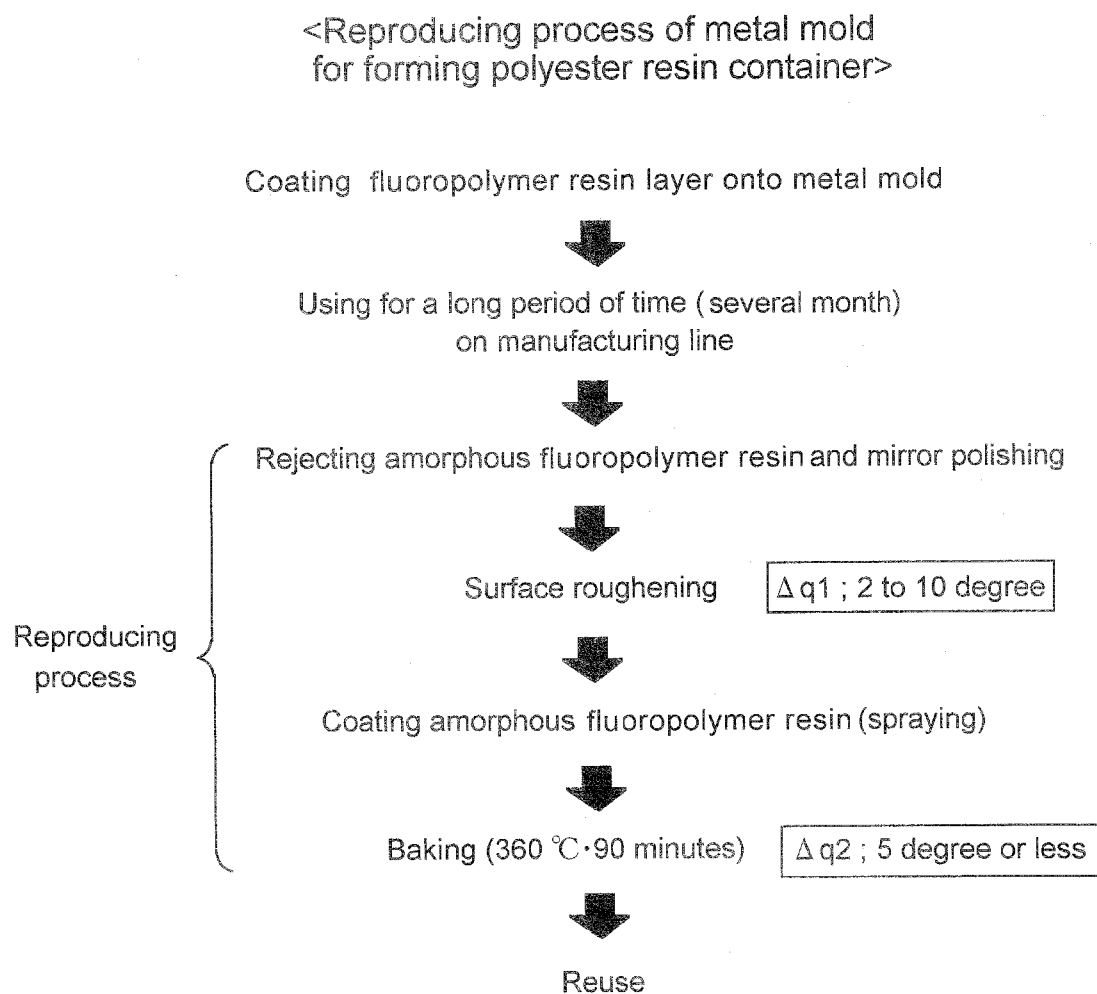 <Reproducing process of metal mold
for forming polyester resin container>
Coating fluoropolymer resin layer onto metal mold
Using for a long period of time (several month)
on manufacturing line
Rejecting amorphous fluoropolymer resin and mirror polishing
Surface roughening
Δq1 ; 2 to 10 degree
Reproducing
process
Coating amorphous fluoropolymer resin (spraying)
Baking (360 ℃·90 minutes)
Δq2 ; 5 degree or less
Reuse